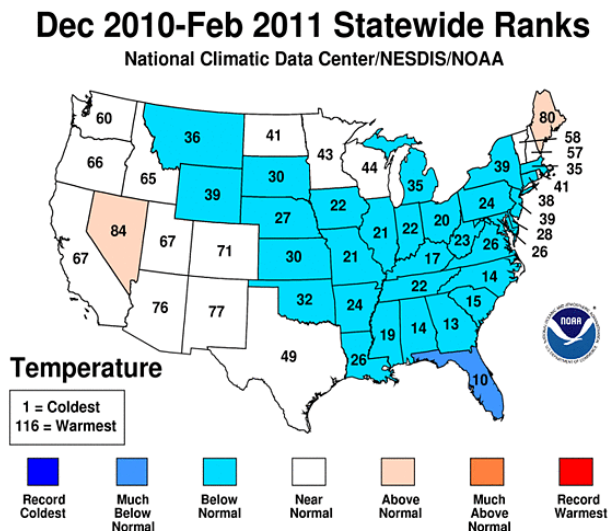 Dec 2010-Feb 2011 Statewide Ranks
National Climatic Data Center/NESDIS/NOAA
60
36
41
43
80
58
57
35
41
38
39
28
26
66
65
39
30
44
35
39
84
27
22
24
67
67
71
30
21
21
22
20
23
26
17
76
77
32
24
22
14
15
49
26
19
14
13
10
NOAA
Temperature
1 = Coldest
116 = Warmest
Record
Coldest
Much
Below
Normal
Below
Normal
Near
Normal
Above
Normal
Much
Above
Normal
Record
Warmest